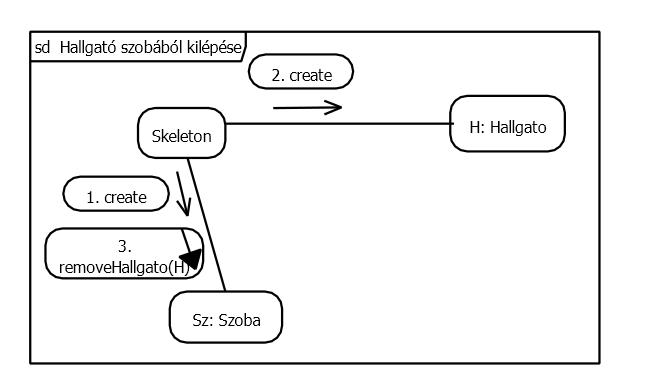 sd Hallgató szobából kilépése
2. create
Skeleton
H: Hallgato
1. create
3.
removeHallgato(H)
Sz: Szoba